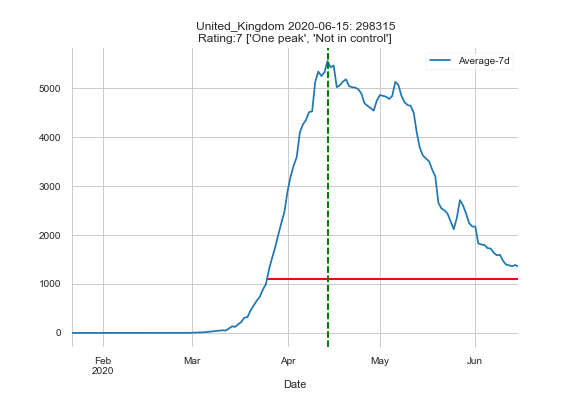 United_Kingdom 2020-06-15: 298315
Rating:7 ['One peak', 'Not in control']
Average-7d
5000
4000
3000
2000
1000
0
Feb
2020
Mar
Apr
May
Jun
Date